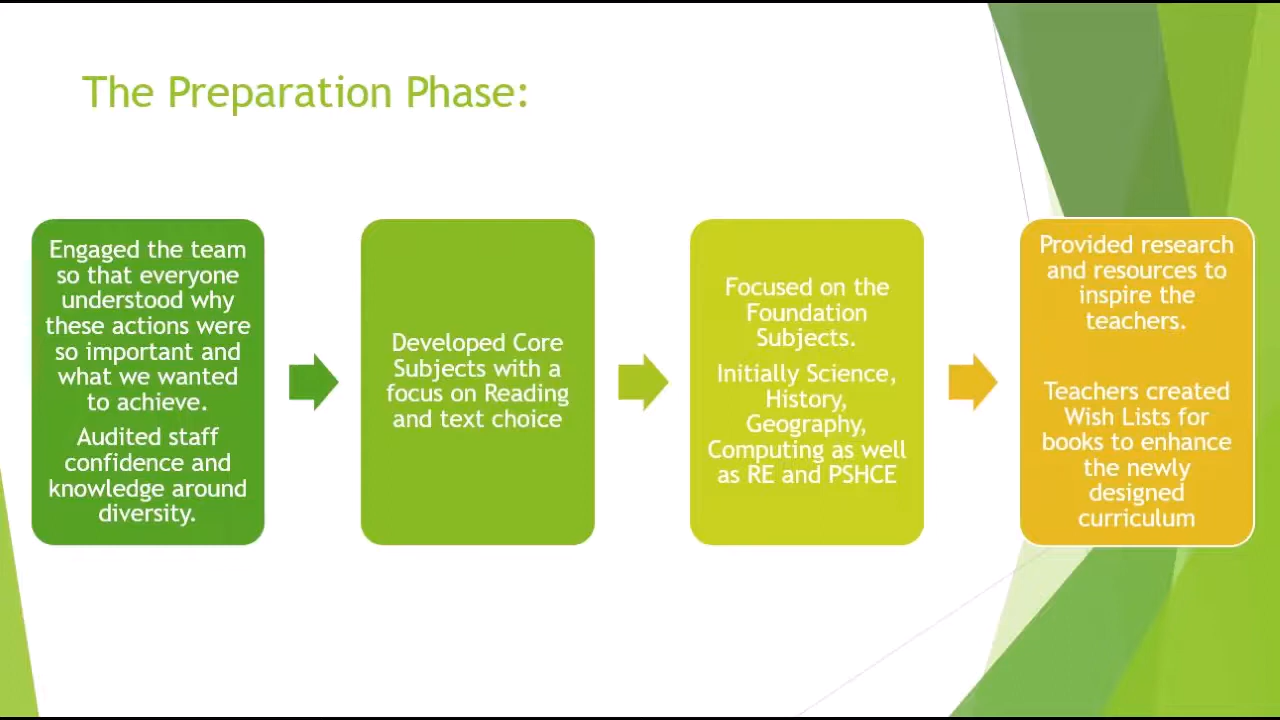 The Preparation Phase:
Engaged the team
so that everyone
understood why
these actions were
so important and
what we wanted
to achieve.
Audited staff
confidence and
knowledge around
diversity.
Developed Core
Subjects with a
focus on Reading
and text choice
Focused on the
Foundation
Subjects.
Initially Science,
History,
Geography,
Computing as well
as RE and PSHCE
Provided research
and resources to
inspire the
teachers.
Teachers created
Wish Lists for
books to enhance
the newly
designed
curriculum